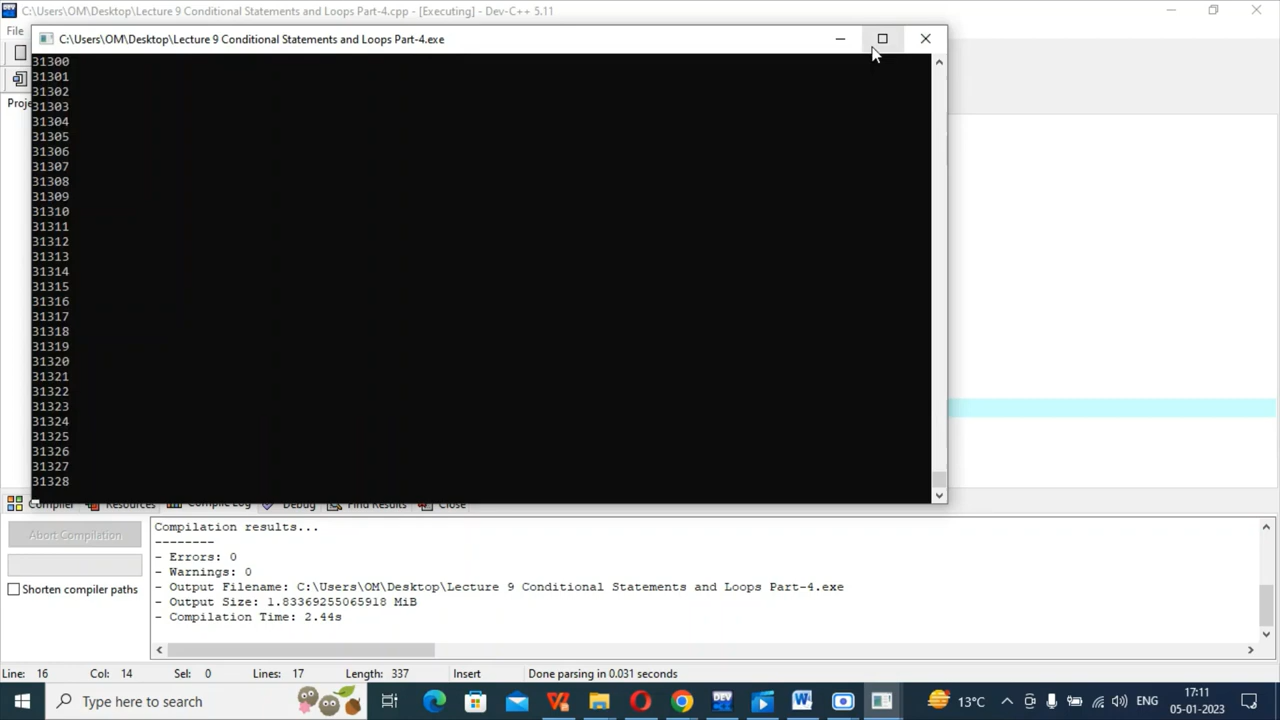 C:\Users\OM\Desktop\Lecture 9 Conditional Statements and Loops Part-4.cpp - [Executing] - Dev-C++ 5.11
File
C:\Users\OM\Desktop\Lecture 9 Conditional Statements and Loops Part-4.exe
Proje
31300
31301
31302
31303
31304
31305
31306
31307
31308
31309
31310
31311
31312
31313
31314
31315
31316
31317
31318
31319
31320
31321
31322
31323
31324
31325
31326
31327
31328
Compiler Resources Compile Log Debug Find Results Close
Abort Compilation
Shorten compiler paths
Compilation results...
--------
- Errors: 0
- Warnings: 0
- Output Filename: C:\Users\OM\Desktop\Lecture 9 Conditional Statements and Loops Part-4.exe
- Output Size: 1.83369255065918 MiB
- Compilation Time: 2.44s
Line: 16 Col: 14 Sel: 0 Lines: 17 Length: 337 Insert Done parsing in 0.031 seconds
Type here to search
DEV
13°C
ENG
17:11
05-01-2023